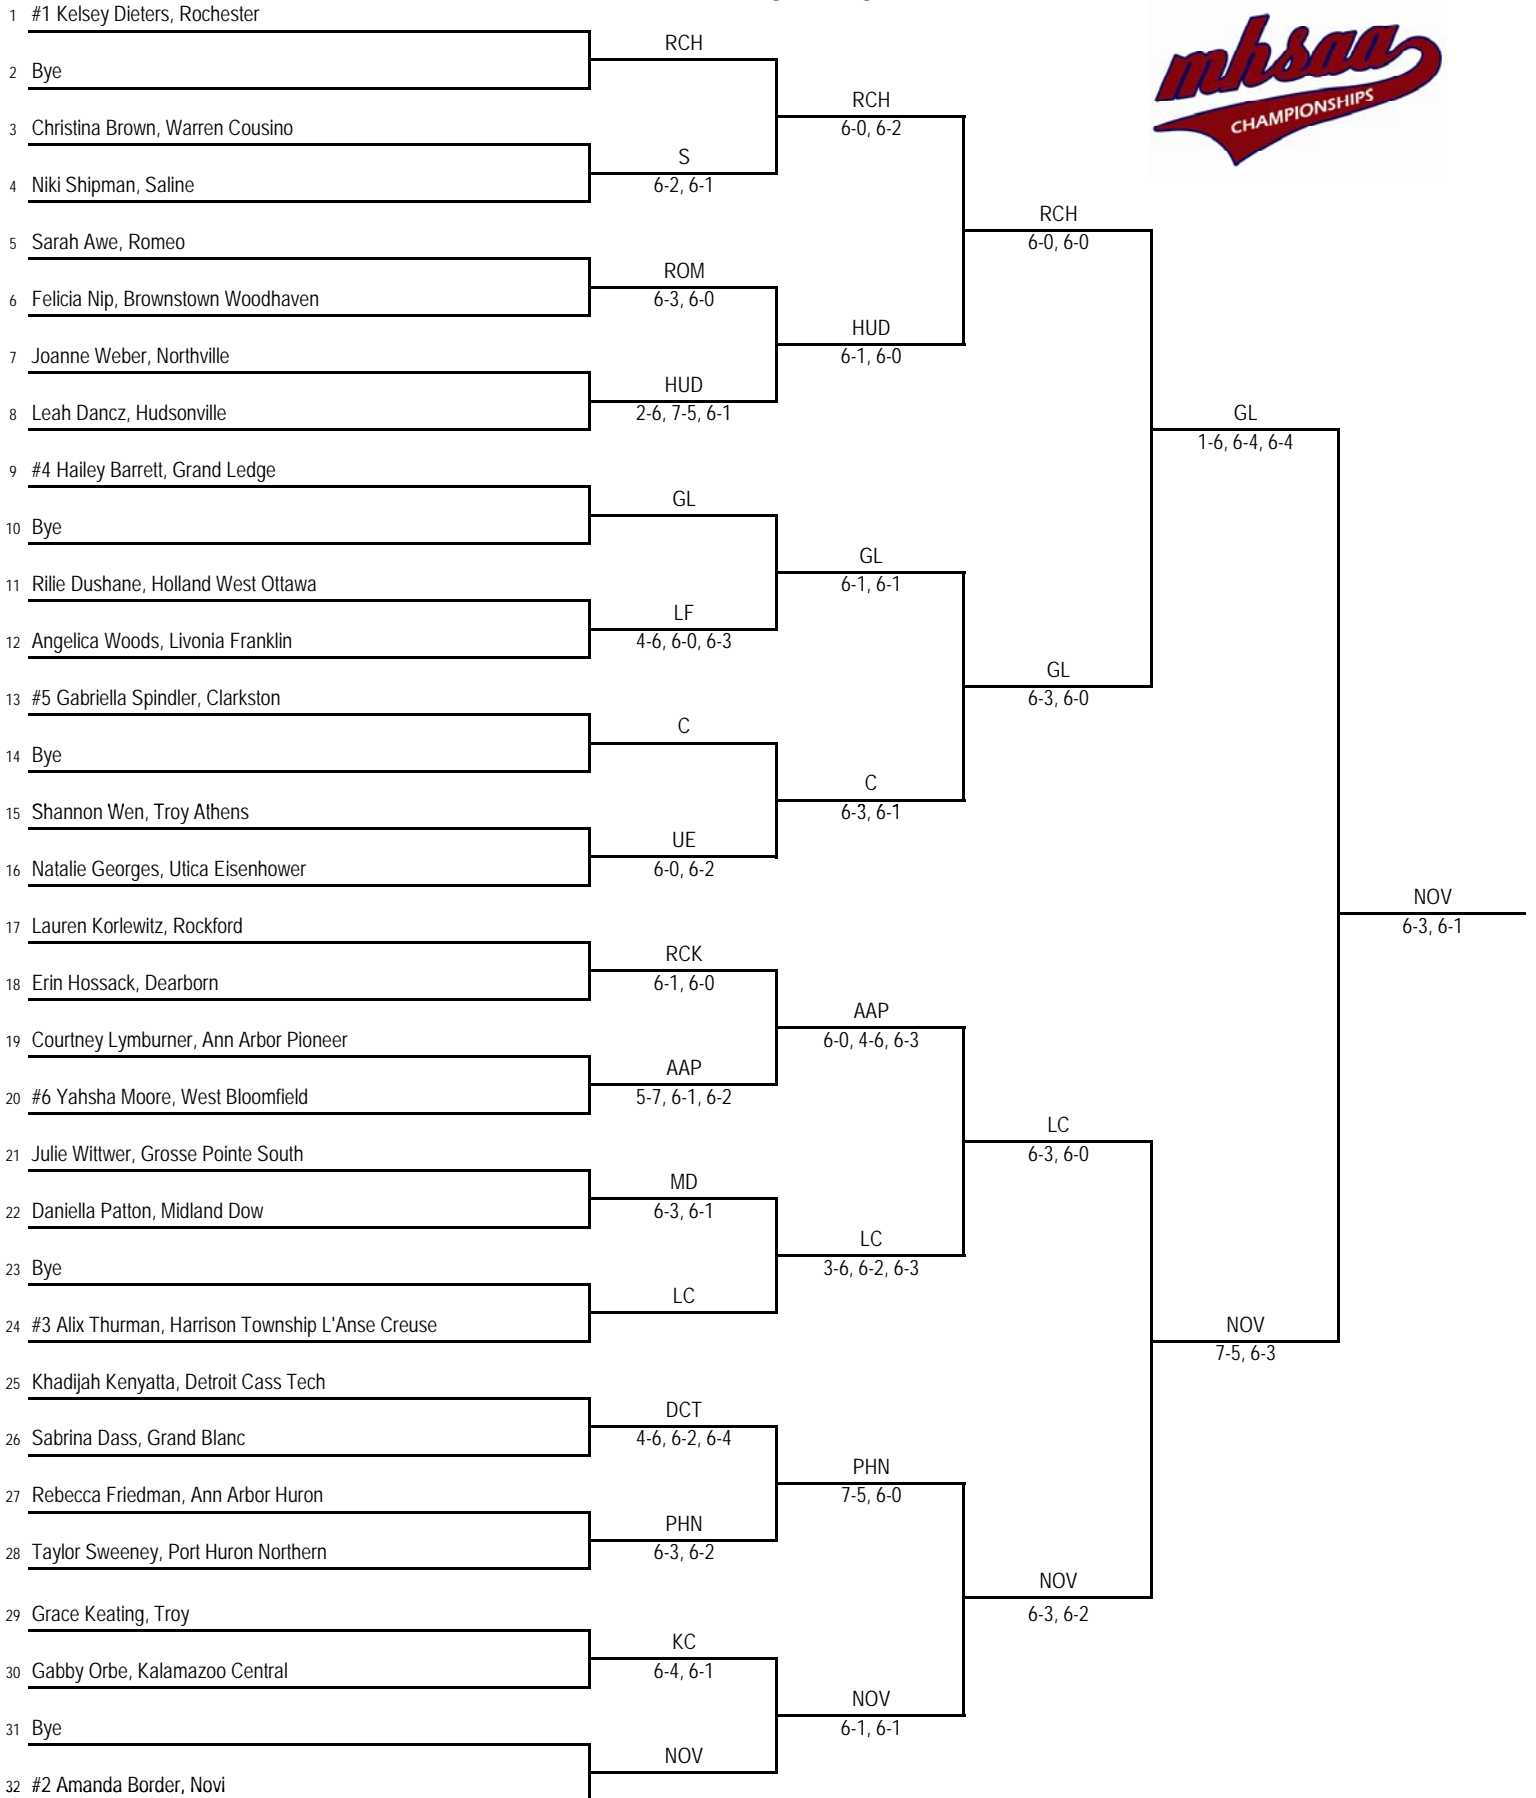 1 #1 Kelsey Dieters, Rochester
RCH
2 Bye
RCH
6-0, 6-2
3 Christina Brown, Warren Cousino
S
6-2, 6-1
4 Niki Shipman, Saline
RCH
6-0, 6-0
5 Sarah Awe, Romeo
ROM
6-3, 6-0
6 Felicia Nip, Brownstown Woodhaven
HUD
6-1, 6-0
7 Joanne Weber, Northville
HUD
2-6, 7-5, 6-1
8 Leah Dancz, Hudsonville
GL
1-6, 6-4, 6-4
9 #4 Hailey Barrett, Grand Ledge
GL
10 Bye
GL
6-1, 6-1
11 Rilie Dushane, Holland West Ottawa
LF
4-6, 6-0, 6-3
12 Angelica Woods, Livonia Franklin
GL
6-3, 6-0
13 #5 Gabriella Spindler, Clarkston
C
14 Bye
C
6-3, 6-1
15 Shannon Wen, Troy Athens
UE
6-0, 6-2
16 Natalie Georges, Utica Eisenhower
NOV
6-3, 6-1
17 Lauren Korlewitz, Rockford
RCK
6-1, 6-0
18 Erin Hossack, Dearborn
AAP
6-0, 4-6, 6-3
19 Courtney Lymburner, Ann Arbor Pioneer
AAP
5-7, 6-1, 6-2
20 #6 Yahsha Moore, West Bloomfield
LC
6-3, 6-0
21 Julie Wittwer, Grosse Pointe South
MD
6-3, 6-1
22 Daniella Patton, Midland Dow
LC
3-6, 6-2, 6-3
23 Bye
LC
24 #3 Alix Thurman, Harrison Township L'Anse Creuse
NOV
7-5, 6-3
25 Khadijah Kenyatta, Detroit Cass Tech
DCT
4-6, 6-2, 6-4
26 Sabrina Dass, Grand Blanc
PHN
7-5, 6-0
27 Rebecca Friedman, Ann Arbor Huron
PHN
6-3, 6-2
28 Taylor Sweeney, Port Huron Northern
NOV
6-3, 6-2
29 Grace Keating, Troy
KC
6-4, 6-1
30 Gabby Orbe, Kalamazoo Central
NOV
6-1, 6-1
31 Bye
NOV
32 #2 Amanda Border, Novi
mhsaa
CHAMPIONSHIPS